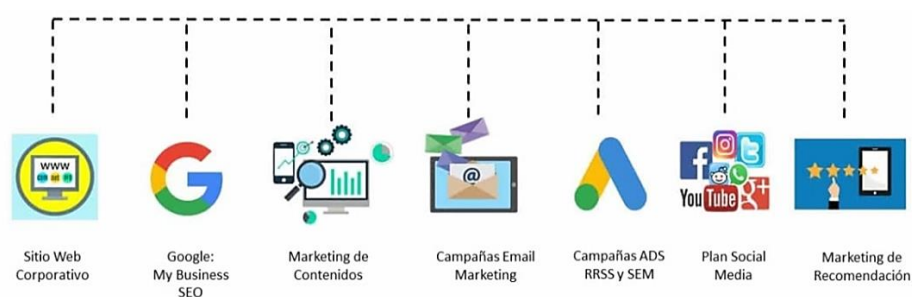 WWW
G
@
YouTube
g+
Sitio Web
Corporativo
Google:
My Business
SEO
Marketing de
Contenidos
Campañas Email
Marketing
Campañas ADS
RRSS y SEM
Plan Social
Media
Marketing de
Recomendación